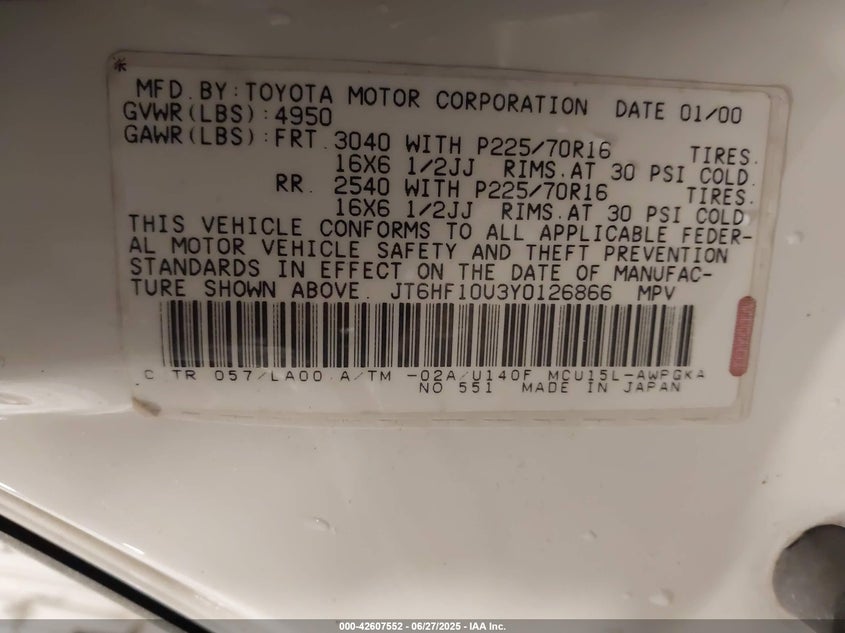 MFD. BY: TOYOTA MOTOR CORPORATION DATE 01/00
GVWR(LBS): 4950
GAWR(LBS): FRT. 3040 WITH P225/70R16 TIRES.
16X6 1/2JJ RIMS. AT 30 PSI COLD.
RR. 2540 WITH P225/70R16 TIRES.
16X6 1/2JJ RIMS. AT 30 PSI COLD.
THIS VEHICLE CONFORMS TO ALL APPLICABLE FEDER-
AL MOTOR VEHICLE SAFETY AND THEFT PREVENTION
STANDARDS IN EFFECT ON THE DATE OF MANUFAC-
TURE SHOWN ABOVE. JT6HF10U3Y0126866 MPV
C TR 057/LA00 A/TM -02A/U140F MCU15L-AWPGKA
NO 551 MADE IN JAPAN
000-42607552 | 06/27/2025 | IAA Inc.